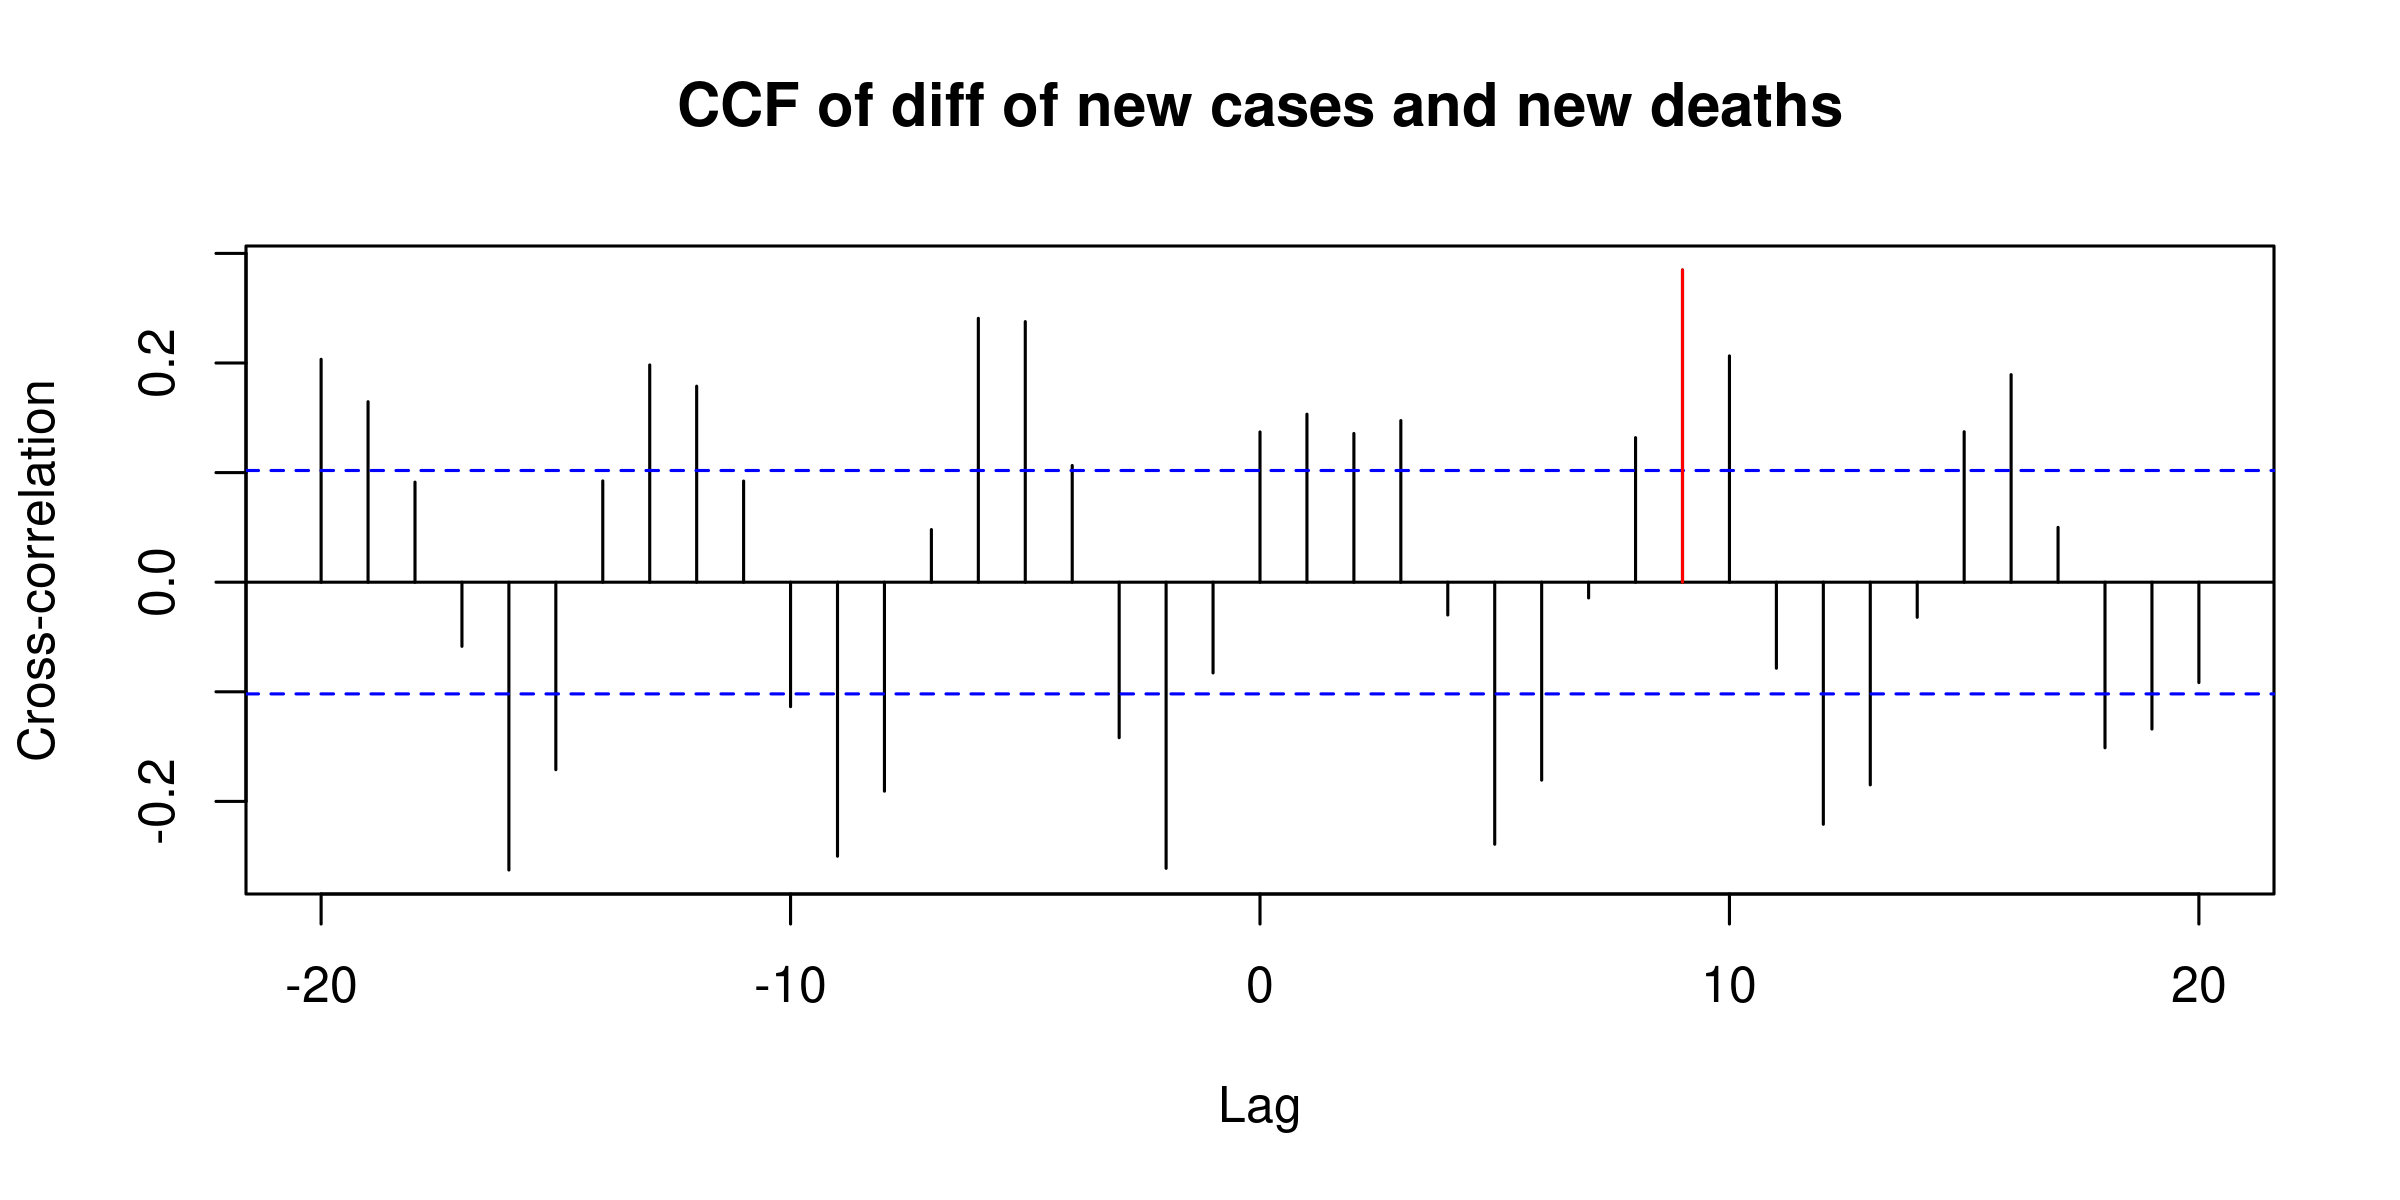 CCF of diff of new cases and new deaths
Cross-correlation
0.2
0.0
-0.2
-20 -10 0 10 20
Lag